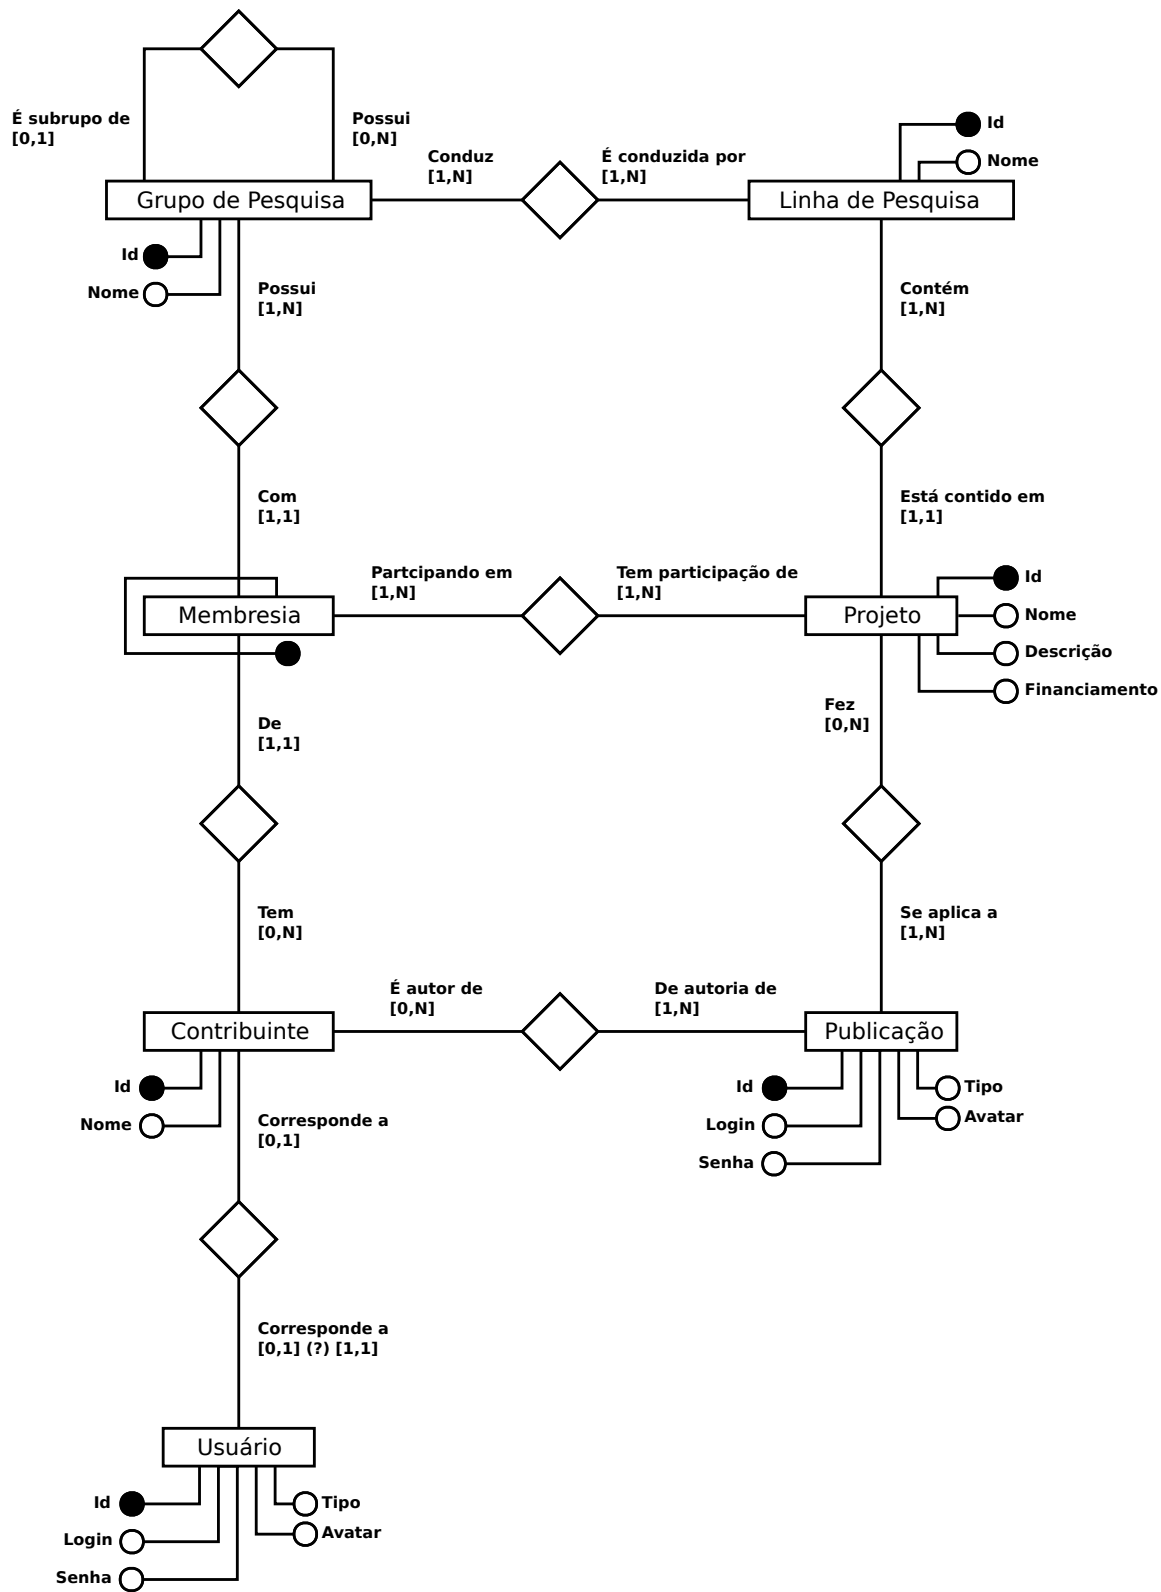 É subrupo de
[0,1]
Possui
[0,N]
Conduz
[1,N]
É conduzida por
[1,N]
Id
Nome
Grupo de Pesquisa
Linha de Pesquisa
Id
Nome
Possui
[1,N]
Contém
[1,N]
Com
[1,1]
Está contido em
[1,1]
Partcipando em
[1,N]
Tem participação de
[1,N]
Membresia
Projeto
Id
Nome
Descrição
Financiamento
De
[1,1]
Fez
[0,N]
Tem
[0,N]
Se aplica a
[1,N]
É autor de
[0,N]
De autoria de
[1,N]
Contribuinte
Publicação
Id
Nome
Corresponde a
[0,1]
Id
Login
Senha
Tipo
Avatar
Corresponde a
[0,1] (?) [1,1]
Usuário
Id
Login
Senha
Tipo
Avatar